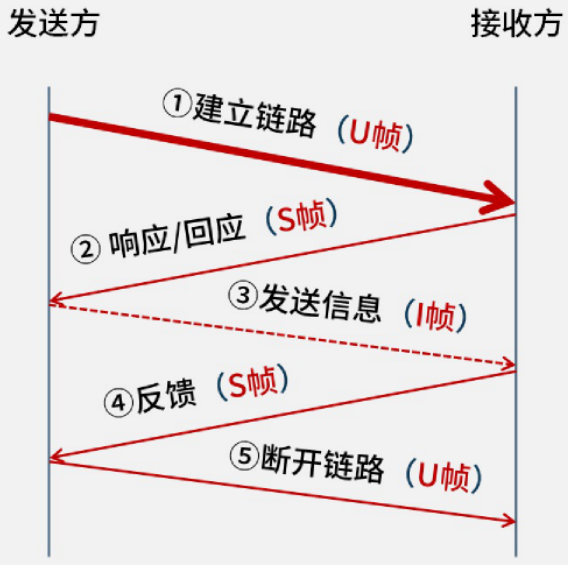 发送方
接收方
①建立链路（U帧）
② 响应/回应（S帧）
③发送信息（I帧）
④反馈（S帧）
⑤断开链路（U帧）